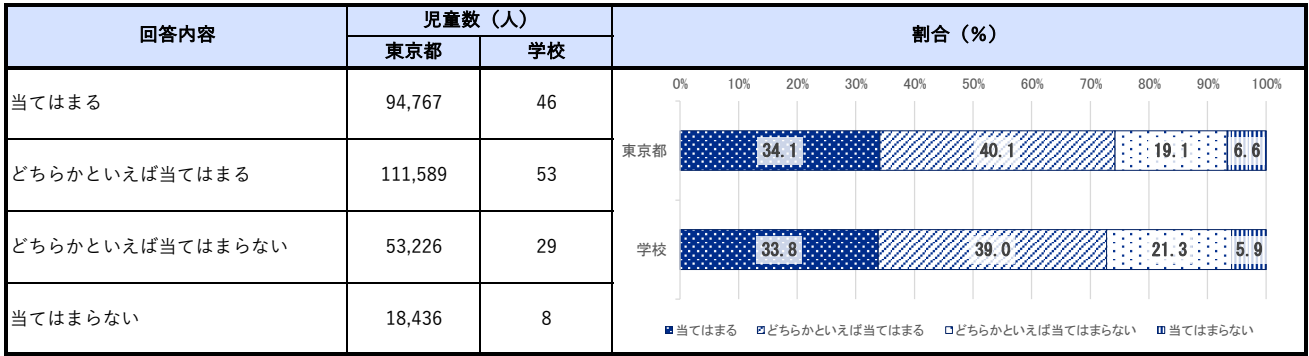 回答内容 児童数（人） 割合（％）
東京都 学校
当てはまる 94,767 46
どちらかといえば当てはまる 111,589 53
どちらかといえば当てはまらない 53,226 29
当てはまらない 18,436 8
0% 10% 20% 30% 40% 50% 60% 70% 80% 90% 100%
東京都 34.1 40.1 19.1 6.6
学校 33.8 39.0 21.3 5.9
当てはまる どちらかといえば当てはまる どちらかといえば当てはまらない 当てはまらない